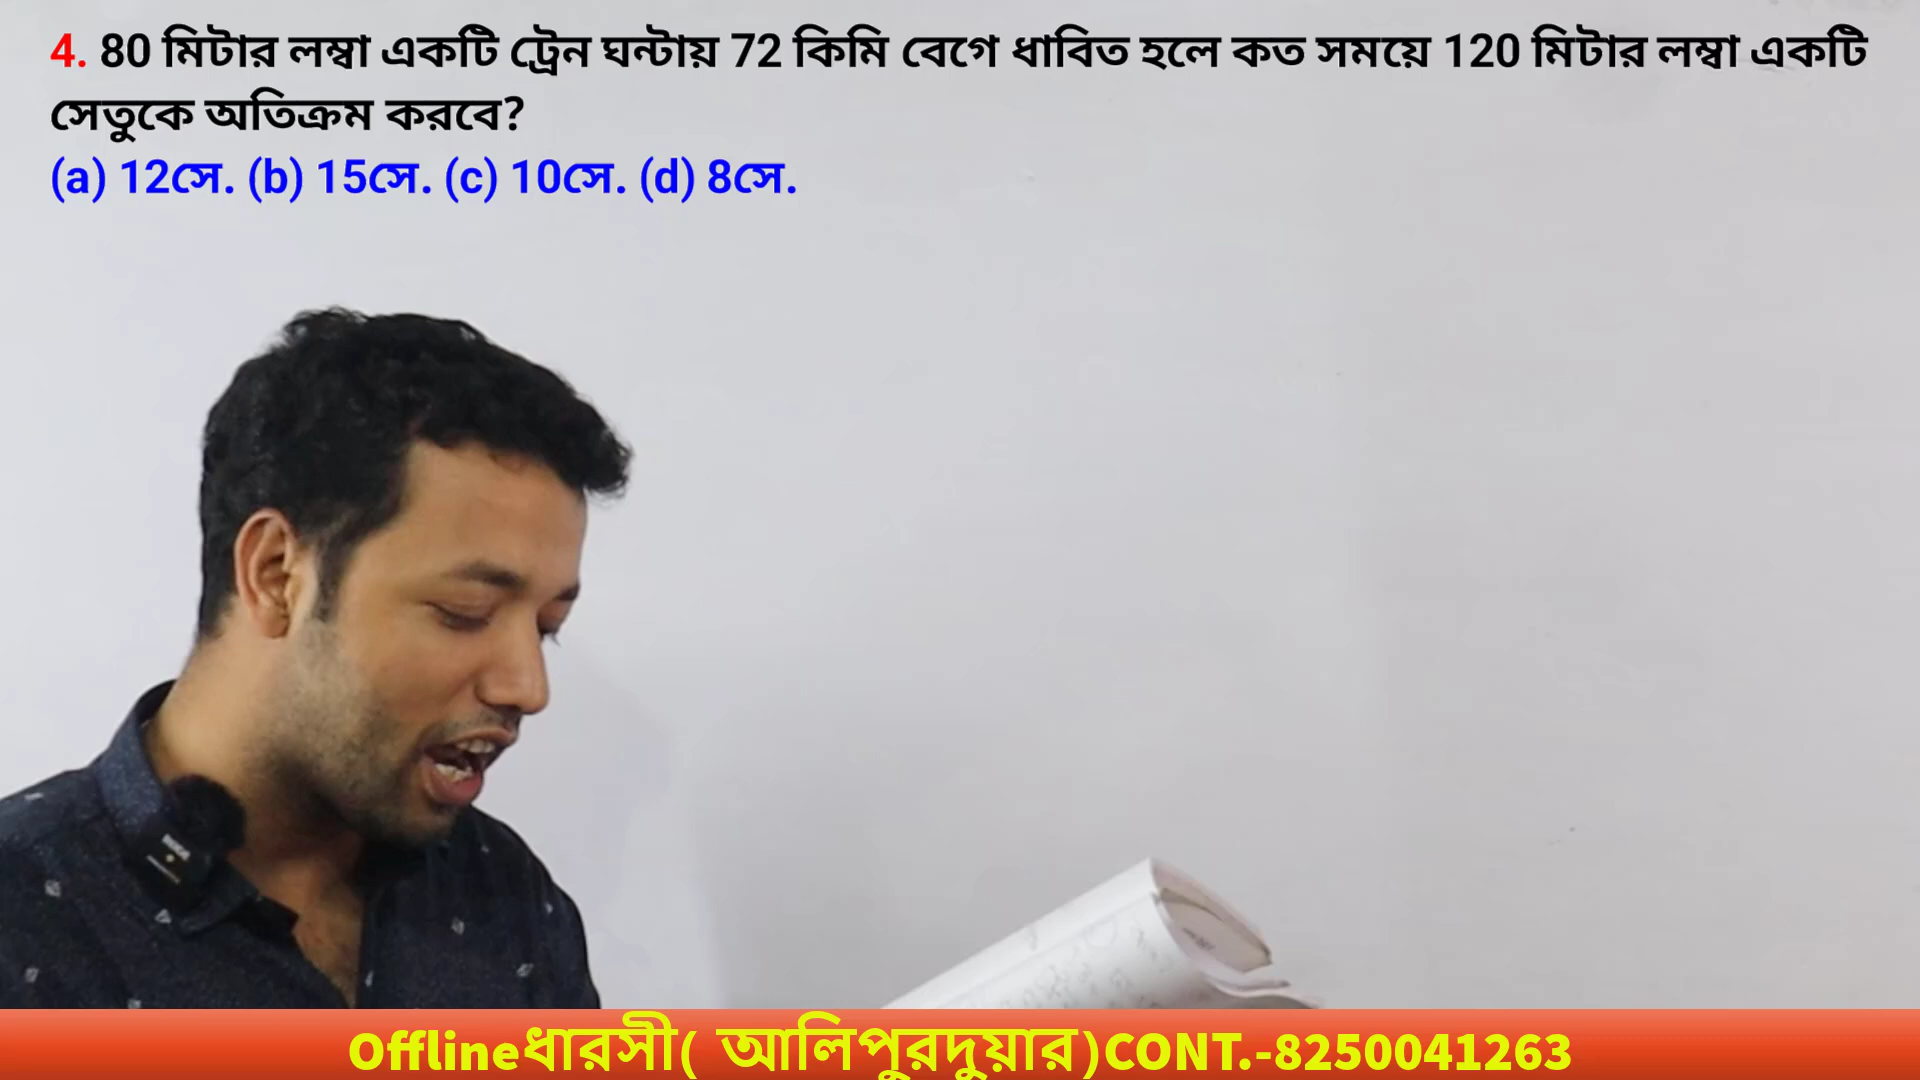 4. 80 মিটার লম্বা একটি ট্রেন ঘন্টায় 72 কিমি বেগে ধাবিত হলে কত সময়ে 120 মিটার লম্বা একটি
সেতুকে অতিক্রম করবে?
(a) 12সে. (b) 15সে. (c) 10সে. (d) 8সে.
Offlineধারসী( আলিপুরদুয়ার)CONT.-8250041263